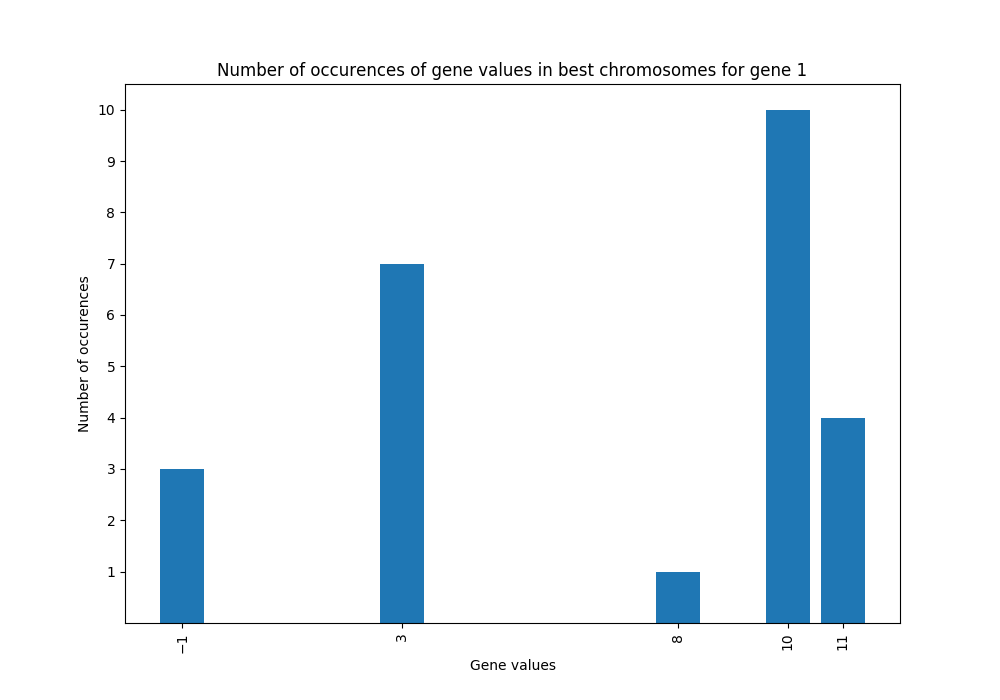 Number of occurences of gene values in best chromosomes for gene 1
10
9
8
7
6
5
4
3
2
1
Number of occurences
−1 3 8 10 11
Gene values